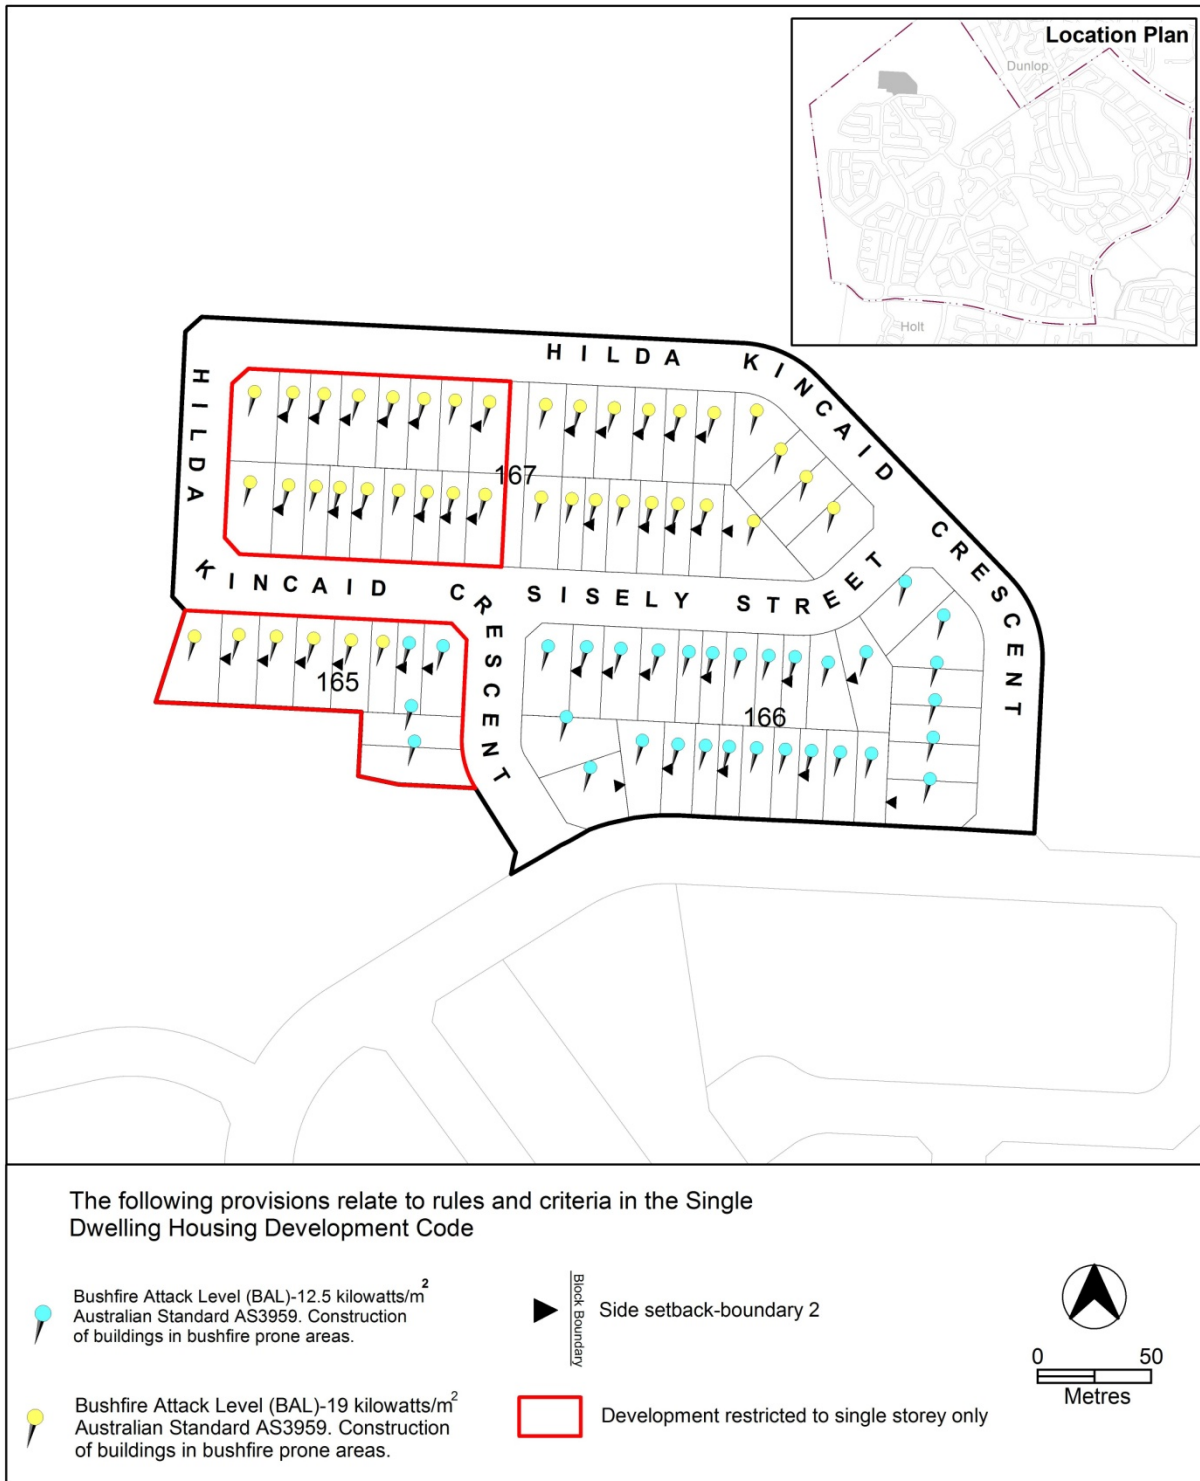 Location Plan
Dunlop
Holt
HILDA KINCAID CRESCENT
HILDA
KINCAID CRESCENT
SISELY STREET
167
165
166
The following provisions relate to rules and criteria in the Single
Dwelling Housing Development Code
Bushfire Attack Level (BAL)-12.5 kilowatts/m²
Australian Standard AS3959. Construction
of buildings in bushfire prone areas.
Block Boundary
Side setback-boundary 2
Bushfire Attack Level (BAL)-19 kilowatts/m²
Australian Standard AS3959. Construction
of buildings in bushfire prone areas.
Development restricted to single storey only
0 50
Metres